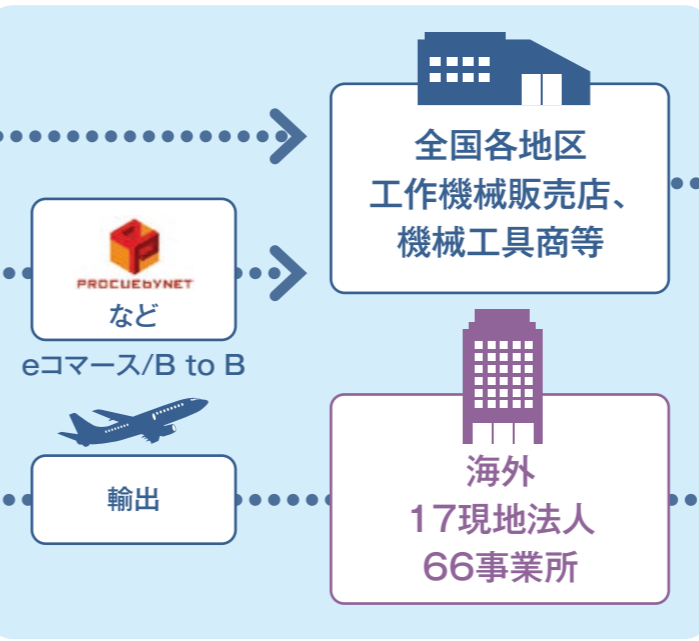 全国各地区
工作機械販売店、
機械工具商等
PROCUEbYNET
など
eコマース/B to B
輸出
海外
17現地法人
66事業所